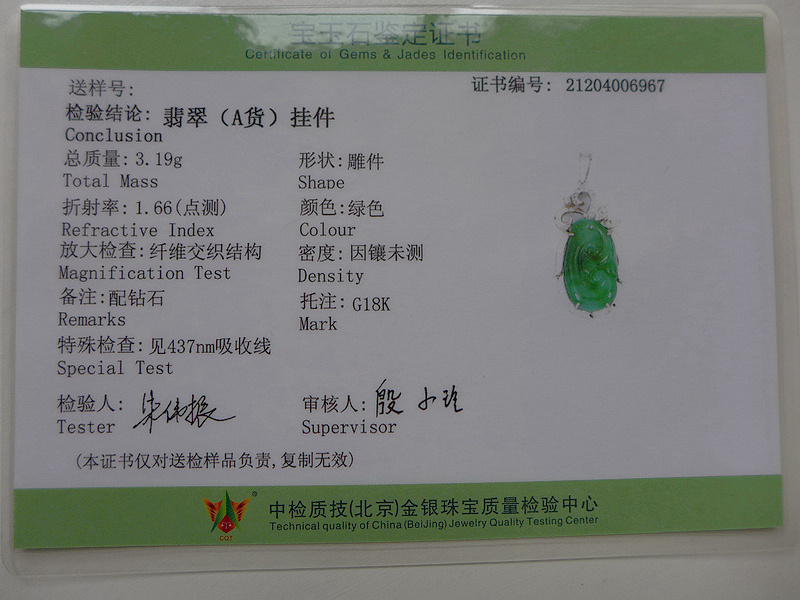 宝玉石鉴定证书
Certificate of Gems & Jades Identification
送样号:
证书编号: 21204006967
检验结论: 翡翠（A货）挂件
Conclusion
总质量: 3.19g 形状: 雕件
Total Mass Shape
折射率: 1.66(点测) 颜色: 绿色
Refractive Index Colour
放大检查: 纤维交织结构 密度: 因镶未测
Magnification Test Density
备注: 配钻石 托注: G18K
Remarks Mark
特殊检查: 见437nm吸收线
Special Test
检验人: 审核人: 殷小玲
Tester Supervisor
(本证书仅对送检样品负责,复制无效)
® 中检质技(北京)金银珠宝质量检验中心
CQT Technical quality of China (BeiJing) Jewelry Quality Testing Center